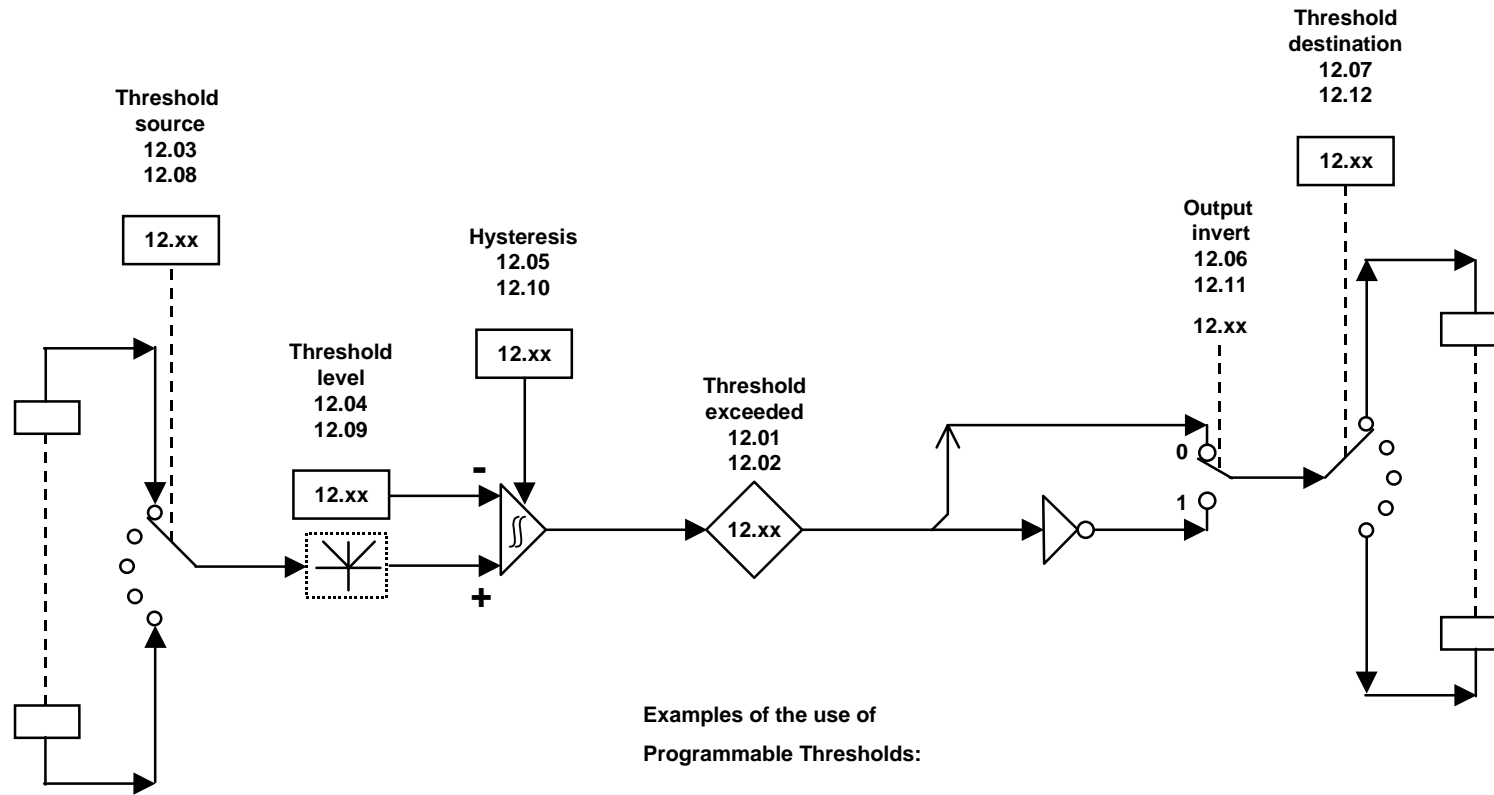 Threshold
destination
12.07
12.12
12.xx
Threshold
source
12.03
12.08
12.xx
Output
invert
12.06
12.11
12.xx
Hysteresis
12.05
12.10
12.xx
Threshold
level
12.04
12.09
12.xx
-
+
Threshold
exceeded
12.01
12.02
12.xx
0
1
Examples of the use of
Programmable Thresholds: